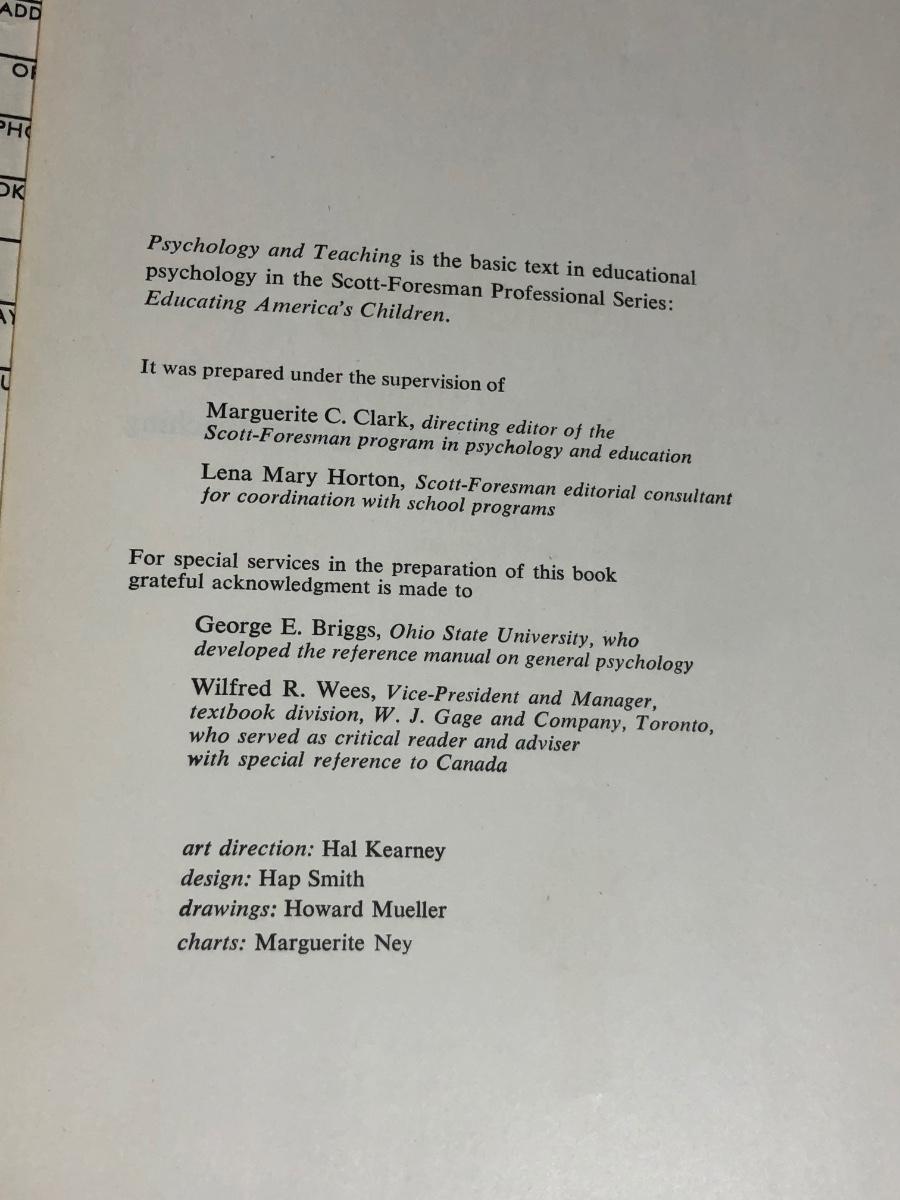 ADD
PH
OK
Psychology and Teaching is the basic text in educational
psychology in the Scott-Foresman Professional Series:
Educating America's Children.
It was prepared under the supervision of
Marguerite C. Clark, directing editor of the
Scott-Foresman program in psychology and education
Lena Mary Horton, Scott-Foresman editorial consultant
for coordination with school programs
For special services in the preparation of this book
grateful acknowledgment is made to
George E. Briggs, Ohio State University, who
developed the reference manual on general psychology
Wilfred R. Wees, Vice-President and Manager,
textbook division, W. J. Gage and Company, Toronto,
who served as critical reader and adviser
with special reference to Canada
art direction: Hal Kearney
design: Hap Smith
drawings: Howard Mueller
charts: Marguerite Ney